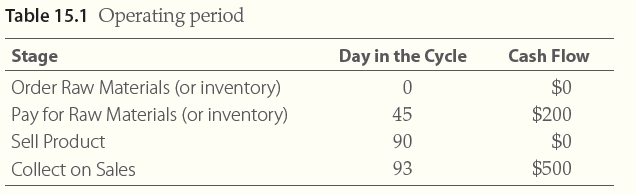 Table 15.1 Operating period
Stage Day in the Cycle Cash Flow
Order Raw Materials (or inventory) 0 $0
Pay for Raw Materials (or inventory) 45 $200
Sell Product 90 $0
Collect on Sales 93 $500